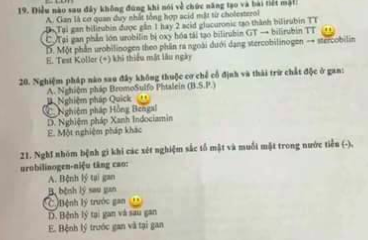 19. Điều nào sau đây không đúng khi nói về chức năng tạo và bài tiết mật:
A. Gan là cơ quan duy nhất tổng hợp acid mật từ cholesterol
B. Tại gan bilirubin được gắn 1 hay 2 acid glucuronic tạo thành bilirubin TT
C. Tại gan phần lớn urobilin bị oxy hóa tái tạo bilirubin GT → bilirubin TT
D. Một phần urobilinogen theo phân ra ngoài dưới dạng stercobilinogen → stercobilin
E. Test Koller (+) khi thiếu mật lâu ngày
20. Nghiệm pháp nào sau đây không thuộc cơ chế cố định và thải trừ chất độc ở gan:
A. Nghiệm pháp BromoSulfo Phtalein (B.S.P.)
B. Nghiệm pháp Quick
C. Nghiệm pháp Hồng Bengal
D. Nghiệm pháp Xanh Indocianin
E. Một nghiệm pháp khác
21. Nghĩ nhóm bệnh gì khi các xét nghiệm sắc tố mật và muối mật trong nước tiểu (-),
urobilinogen-niệu tăng cao:
A. Bệnh lý tại gan
B. bệnh lý sau gan
C. Bệnh lý trước gan
D. Bệnh lý tại gan và sau gan
E. Bệnh lý trước gan và tại gan